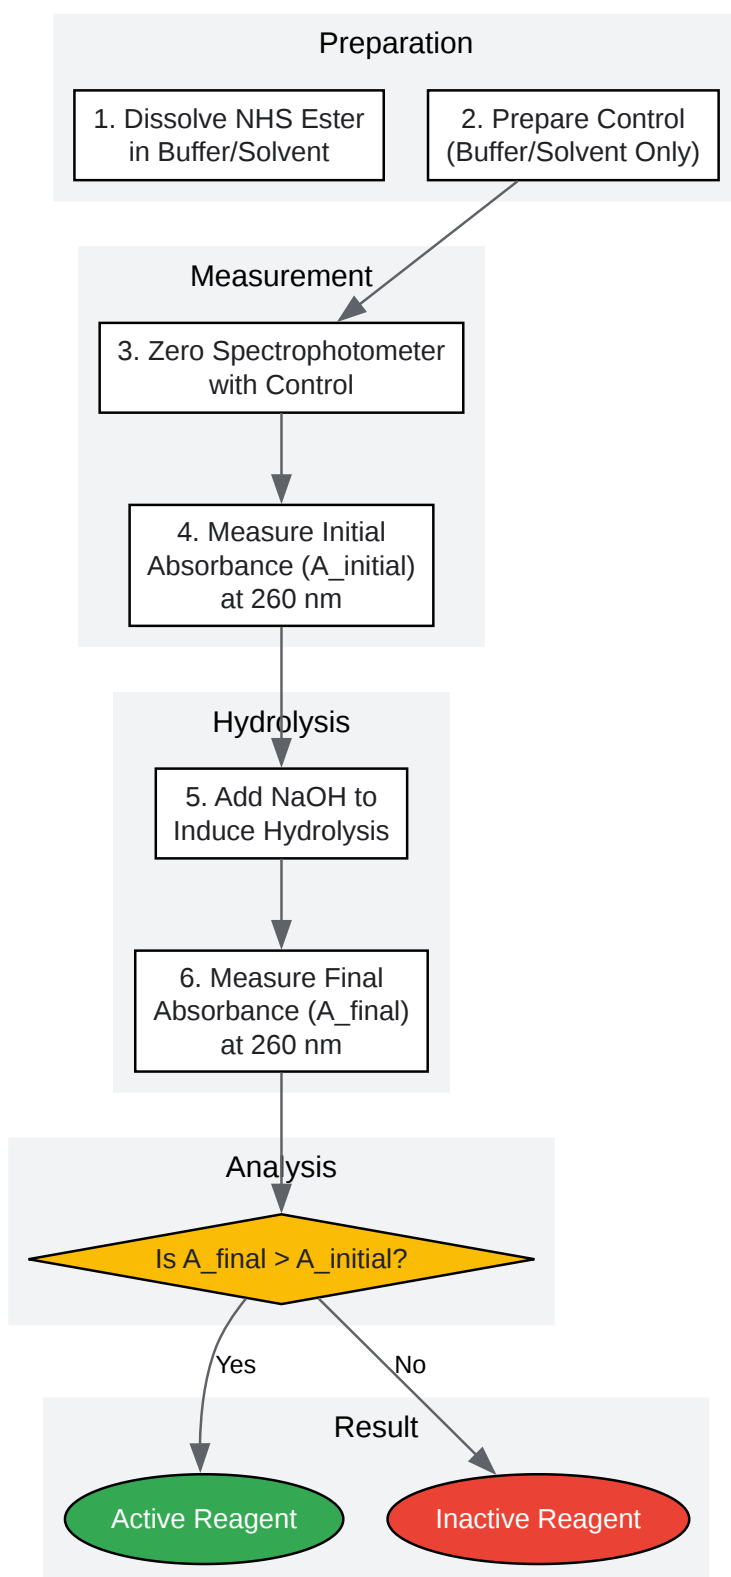 Preparation
1. Dissolve NHS Ester
in Buffer/Solvent
2. Prepare Control
(Buffer/Solvent Only)
Measurement
3. Zero Spectrophotometer
with Control
4. Measure Initial
Absorbance (A_initial)
at 260 nm
Hydrolysis
5. Add NaOH to
Induce Hydrolysis
6. Measure Final
Absorbance (A_final)
at 260 nm
Analysis
Is A_final > A_initial?
Yes
No
Result
Active Reagent
Inactive Reagent